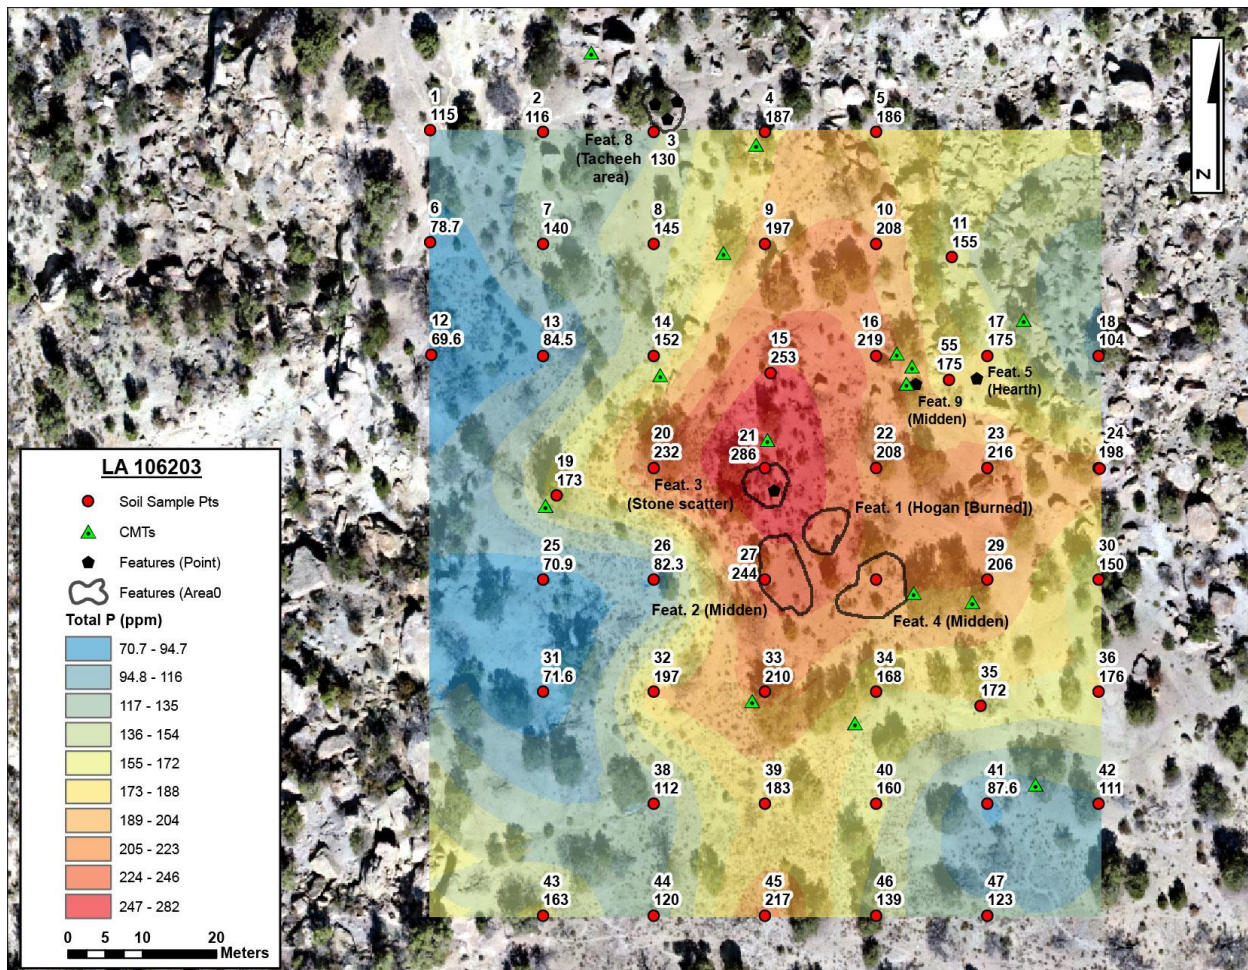 1
115
2
116
4
187
5
186
Feat. 8
(Tacheeh
area)
3
130
N
6
78.7
7
140
8
145
9
197
10
208
11
155
12
69.6
13
84.5
14
152
15
253
16
219
55
175
17
175
18
104
Feat. 5
(Hearth)
Feat. 9
(Midden)
19
173
20
232
21
286
22
208
23
216
24
198
Feat. 3
(Stone scatter)
Feat. 1 (Hogan [Burned])
25
70.9
26
82.3
27
244
29
206
30
150
Feat. 2 (Midden)
Feat. 4 (Midden)
31
71.6
32
197
33
210
34
168
35
172
36
176
38
112
39
183
40
160
41
87.6
42
111
43
163
44
120
45
217
46
139
47
123
LA 106203
Soil Sample Pts
CMTs
Features (Point)
Features (Area0
Total P (ppm)
70.7 - 94.7
94.8 - 116
117 - 135
136 - 154
155 - 172
173 - 188
189 - 204
205 - 223
224 - 246
247 - 282
0 5 10 20
Meters